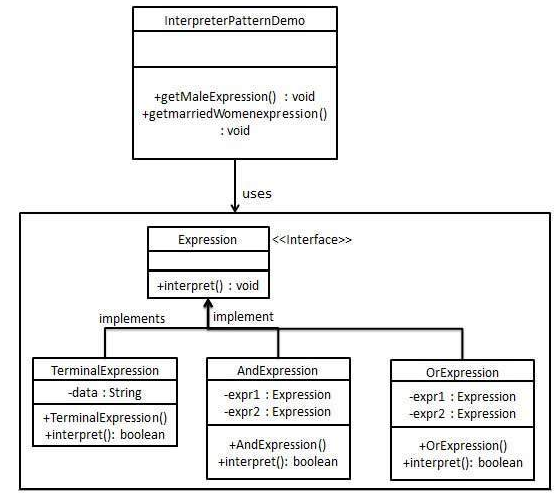 InterpreterPatternDemo
+getMaleExpression() : void
+getmarriedWomenexpression()
: void
uses
Expression
<<Interface>>
+interpret() : void
implements
implement
TerminalExpression
-data : String
+TerminalExpression()
+interpret(): boolean
AndExpression
-expr1 : Expression
-expr2 : Expression
+AndExpression()
+interpret(): boolean
OrExpression
-expr1 : Expression
-expr2 : Expression
+OrExpression()
+interpret(): boolean